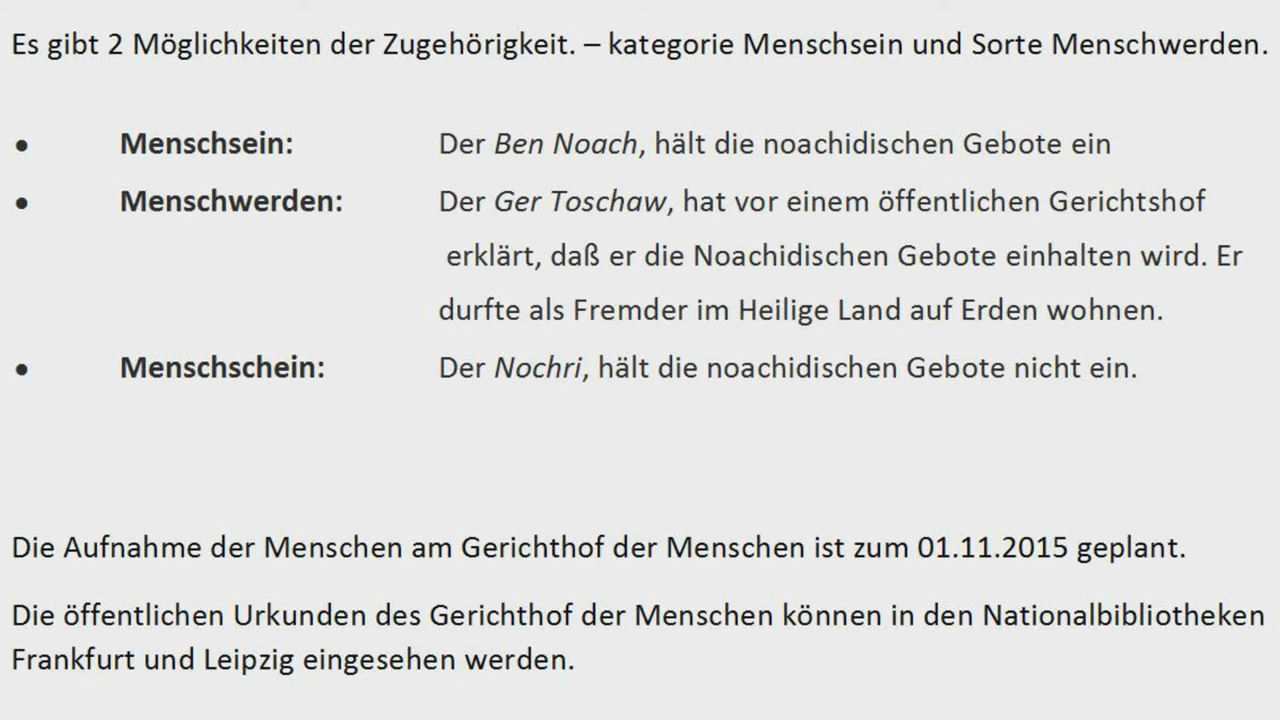 Es gibt 2 Möglichkeiten der Zugehörigkeit. – kategorie Menschsein und Sorte Menschwerden.
• Menschsein: Der Ben Noach, hält die noachidischen Gebote ein
• Menschwerden: Der Ger Toschaw, hat vor einem öffentlichen Gerichtshof
erklärt, daß er die Noachidischen Gebote einhalten wird. Er
durfte als Fremder im Heilige Land auf Erden wohnen.
• Menschschein: Der Nochri, hält die noachidischen Gebote nicht ein.
Die Aufnahme der Menschen am Gerichthof der Menschen ist zum 01.11.2015 geplant.
Die öffentlichen Urkunden des Gerichthof der Menschen können in den Nationalbibliotheken
Frankfurt und Leipzig eingesehen werden.